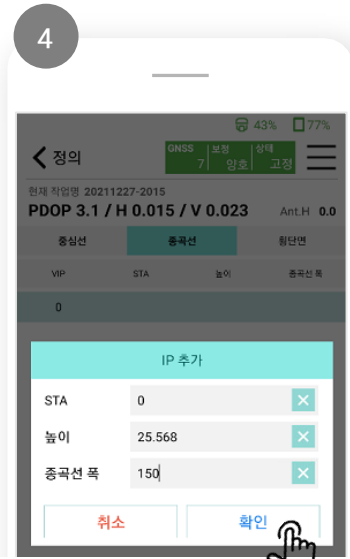 4
43% 77%
정의 GNSS 7 보정 양호 상태 고정
현재 작업명 20211227-2015
PDOP 3.1 / H 0.015 / V 0.023 Ant.H 0.0
중심선 종곡선 횡단면
VIP STA 높이 종곡선 폭
0
IP 추가
STA 0
높이 25.568
종곡선 폭 150
취소 확인